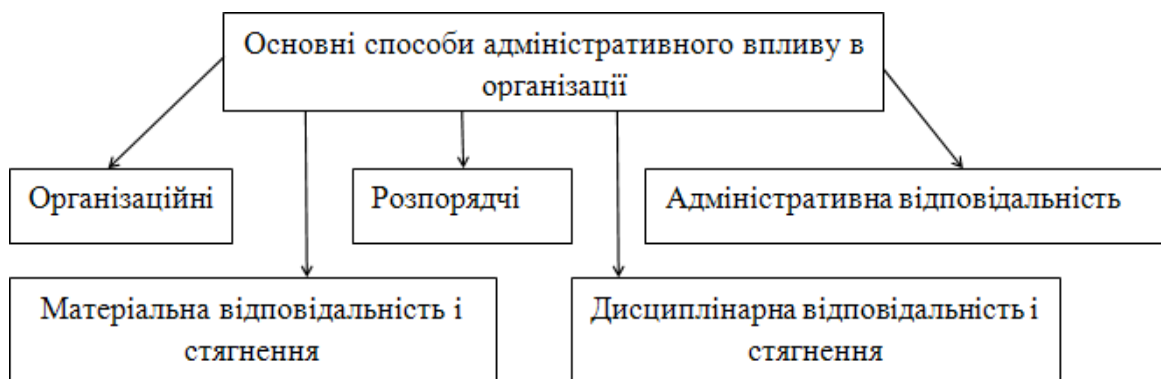 Основні способи адміністративного впливу в
організації
Організаційні
Розпорядчі
Адміністративна відповідальність
Матеріальна відповідальність і
стягнення
Дисциплінарна відповідальність і
стягнення